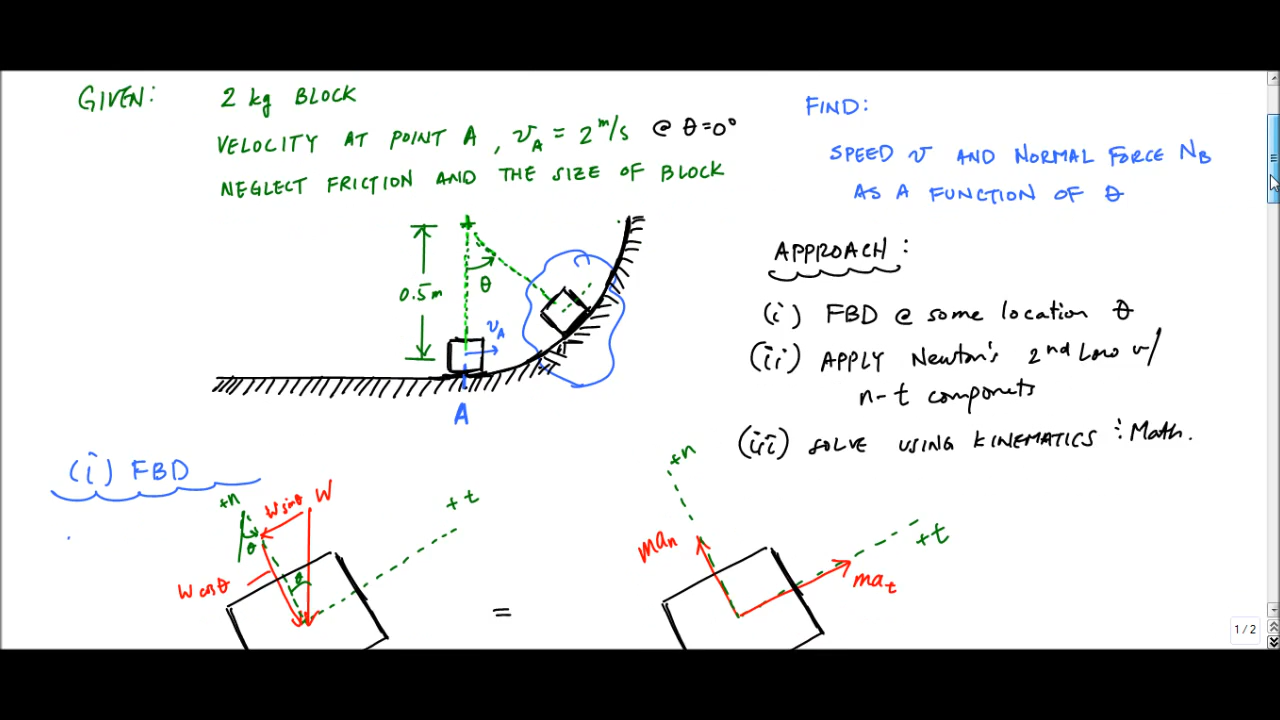 GIVEN:
2 kg BLOCK
VELOCITY AT POINT A, v_A = 2 m/s @ θ=0°
NEGLECT FRICTION AND THE SIZE OF BLOCK
FIND:
SPEED v AND NORMAL FORCE N_B
AS A FUNCTION OF θ
APPROACH:
(i) FBD @ some location θ
(ii) APPLY Newton's 2nd Law w/
n-t componets
(iii) SOLVE USING KINEMATICS & Math.
0.5m
θ
v_A
A
(i) FBD
+n
W sinθ
W
+t
θ
θ
W cosθ
=
+n
ma_n
+t
ma_t
1 / 2